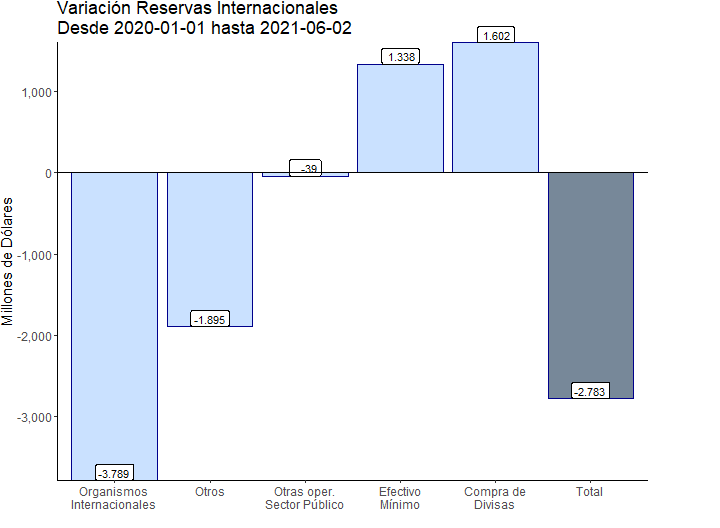 Variación Reservas Internacionales
Desde 2020-01-01 hasta 2021-06-02
Millones de Dólares
1,000
0
-1,000
-2,000
-3,000
-3.789
-1.895
-39
1.338
1.602
-2.783
Organismos
Internacionales
Otros
Otras oper.
Sector Público
Efectivo
Mínimo
Compra de
Divisas
Total